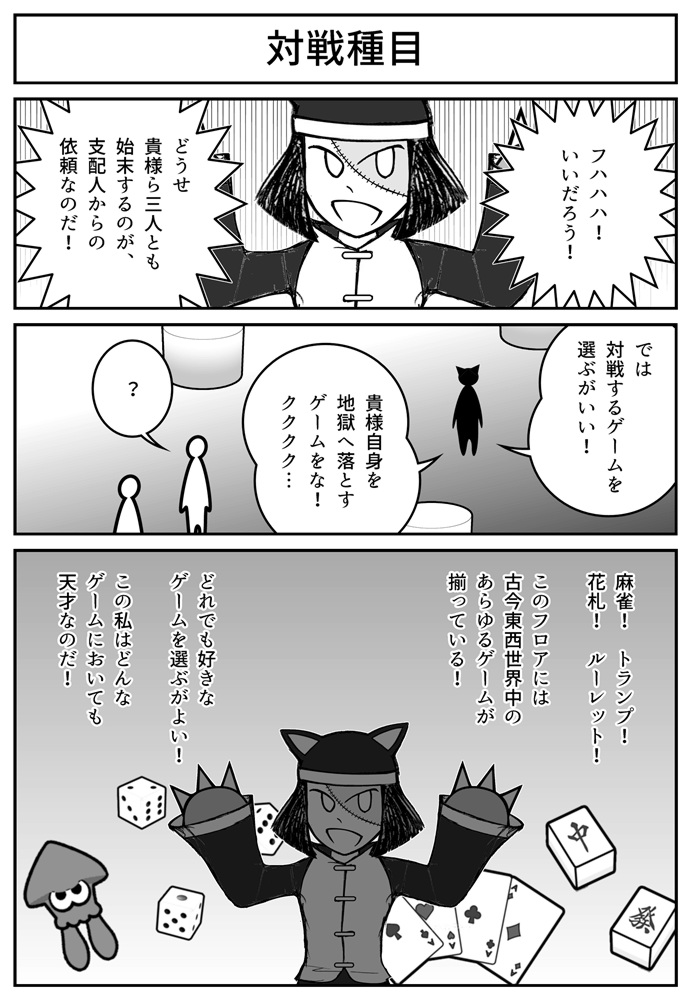 対戦種目
フハハハ！
いいだろう！
どうせ
貴様ら三人とも
始末するのが、
支配人からの
依頼なのだ！
では
対戦するゲームを
選ぶがいい！
貴様自身を
地獄へ落とす
ゲームをな！
クククク…
？
麻雀！　トランプ！
花札！　ルーレット！
このフロアには
古今東西世界中の
あらゆるゲームが
揃っている！
どれでも好きな
ゲームを選ぶがよい！
この私はどんな
ゲームにおいても
天才なのだ！
中
發